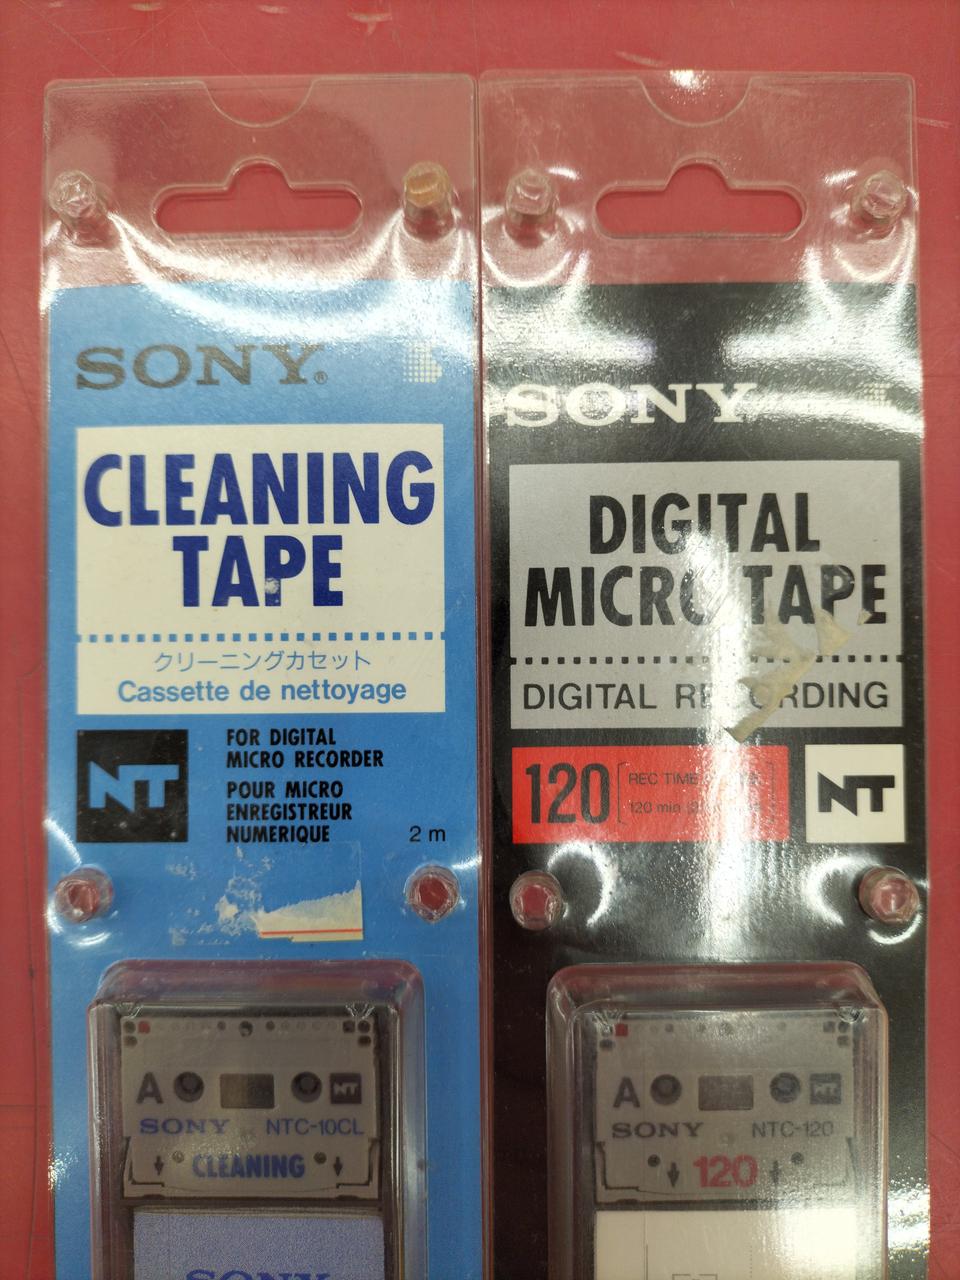 SONY®
CLEANING
TAPE
クリーニングカセット
Cassette de nettoyage
NT
FOR DIGITAL
MICRO RECORDER
POUR MICRO
ENREGISTREUR
NUMERIQUE
2 m
A
NT
SONY NTC-10CL
CLEANING
SONY
SONY
DIGITAL
MICRO TAPE
DIGITAL RECORDING
120
REC TIME
120 min
NT
A
NT
SONY NTC-120
120